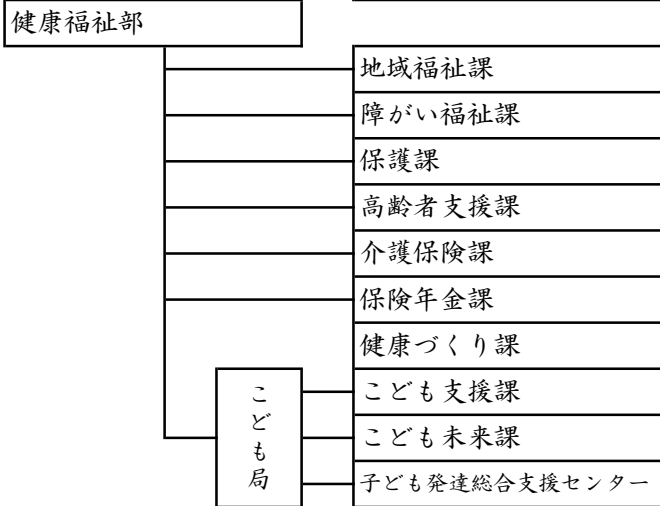 健康福祉部
地域福祉課
障がい福祉課
保護課
高齢者支援課
介護保険課
保険年金課
健康づくり課
こども局
こども支援課
こども未来課
子ども発達総合支援センター